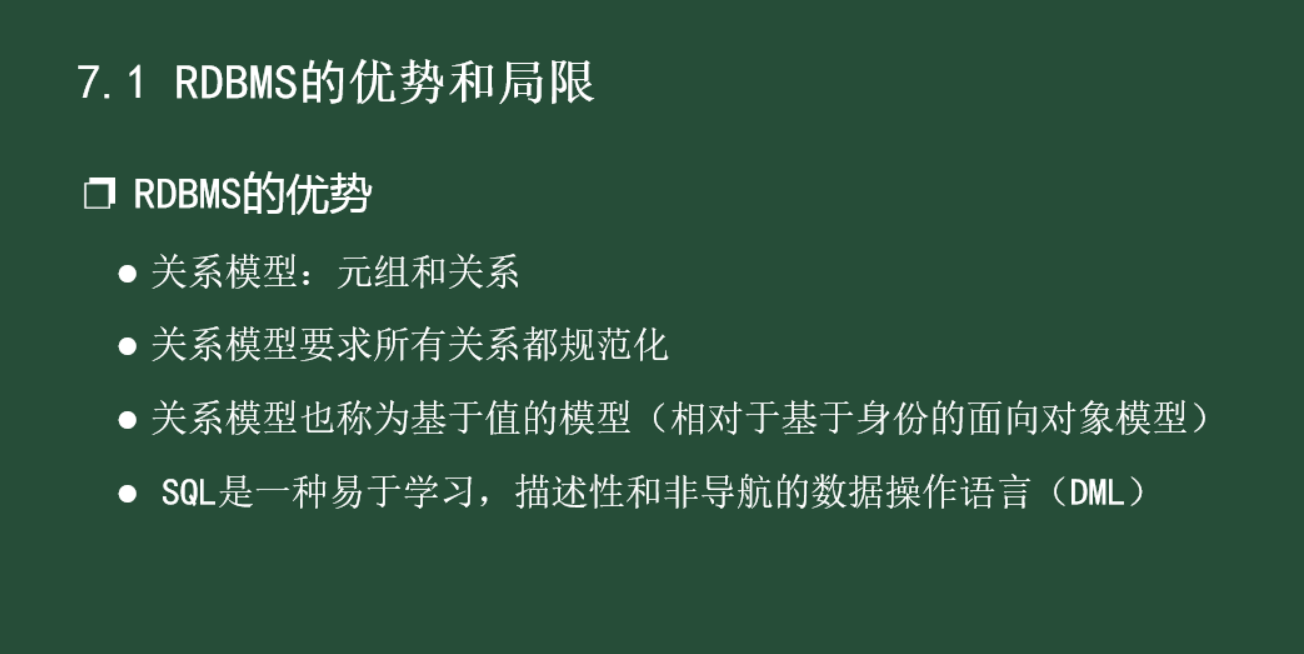 7.1 RDBMS的优势和局限
❐ RDBMS的优势
● 关系模型：元组和关系
● 关系模型要求所有关系都规范化
● 关系模型也称为基于值的模型（相对于基于身份的面向对象模型）
● SQL是一种易于学习，描述性和非导航的数据操作语言（DML）